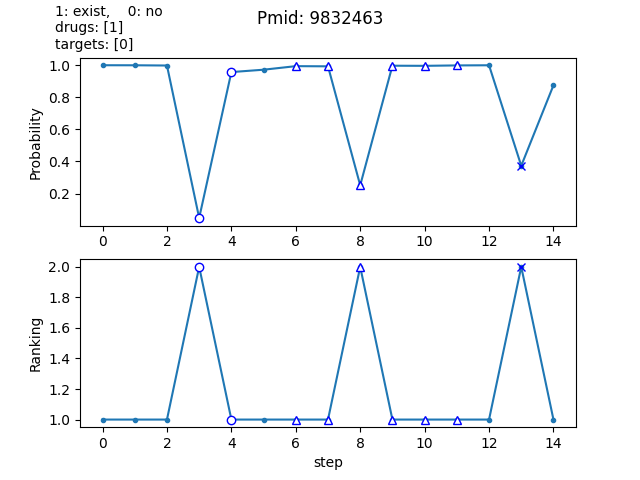 1: exist,    0: no
drugs: [1]
targets: [0]
Pmid: 9832463
1.0
0.8
0.6
0.4
0.2
Probability
0 2 4 6 8 10 12 14
2.0
1.8
1.6
1.4
1.2
1.0
Ranking
0 2 4 6 8 10 12 14
step